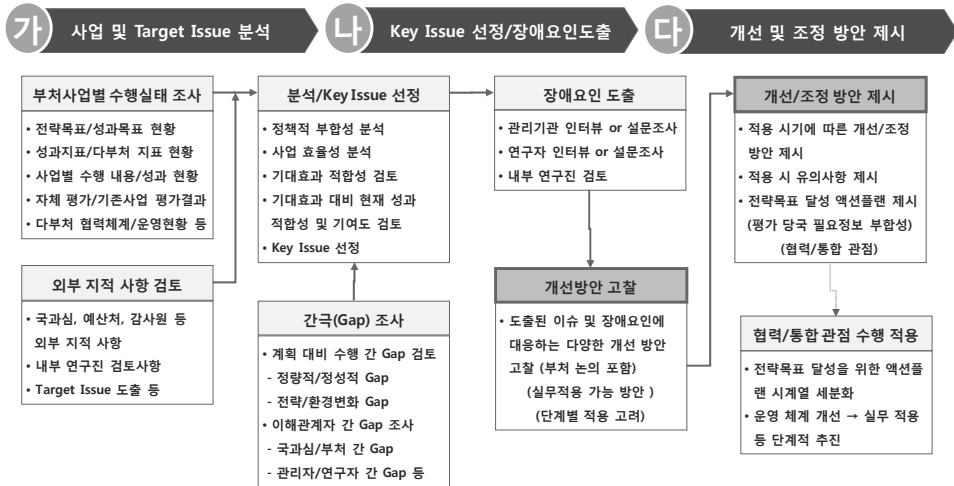 가 사업 및 Target Issue 분석
나 Key Issue 선정/장애요인도출
다 개선 및 조정 방안 제시
부처사업별 수행실태 조사
• 전략목표/성과목표 현황
• 성과지표/다부처 지표 현황
• 사업별 수행 내용/성과 현황
• 자체 평가/기존사업 평가결과
• 다부처 협력체계/운영현황 등
외부 지적 사항 검토
• 국과심, 예산처, 감사원 등
외부 지적 사항
• 내부 연구진 검토사항
• Target Issue 도출 등
분석/Key Issue 선정
• 정책적 부합성 분석
• 사업 효율성 분석
• 기대효과 적합성 검토
• 기대효과 대비 현재 성과
적합성 및 기여도 검토
• Key Issue 선정
간극(Gap) 조사
• 계획 대비 수행 간 Gap 검토
- 정량적/정성적 Gap
- 전략/환경변화 Gap
• 이해관계자 간 Gap 조사
- 국과심/부처 간 Gap
- 관리자/연구자 간 Gap 등
장애요인 도출
• 관리기관 인터뷰 or 설문조사
• 연구자 인터뷰 or 설문조사
• 내부 연구진 검토
개선방안 고찰
• 도출된 이슈 및 장애요인에
대응하는 다양한 개선 방안
고찰 (부처 논의 포함)
(실무적용 가능 방안 )
(단계별 적용 고려)
개선/조정 방안 제시
• 적용 시기에 따른 개선/조정
방안 제시
• 적용 시 유의사항 제시
• 전략목표 달성 액션플랜 제시
(평가 당국 필요정보 부합성)
(협력/통합 관점)
협력/통합 관점 수행 적용
• 전략목표 달성을 위한 액션플
랜 시계열 세분화
• 운영 체계 개선 → 실무 적용
등 단계적 추진